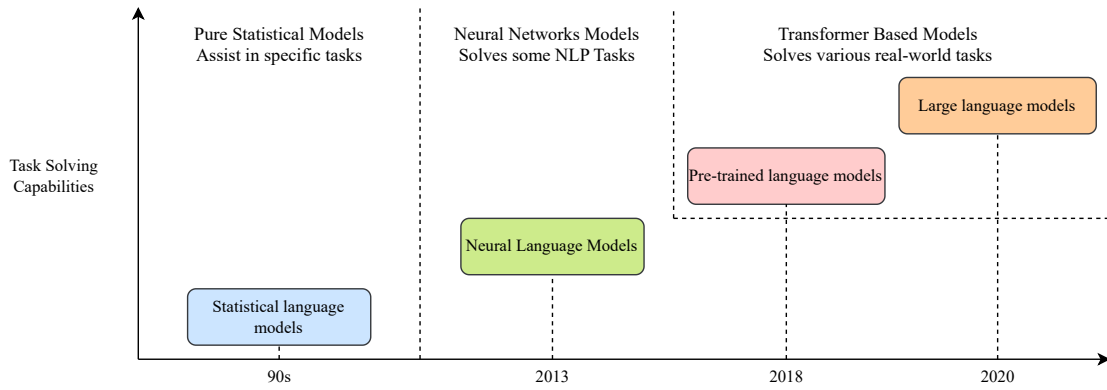 Pure Statistical Models
Assist in specific tasks
Neural Networks Models
Solves some NLP Tasks
Transformer Based Models
Solves various real-world tasks
Large language models
Task Solving
Capabilities
Pre-trained language models
Neural Language Models
Statistical language
models
90s
2013
2018
2020